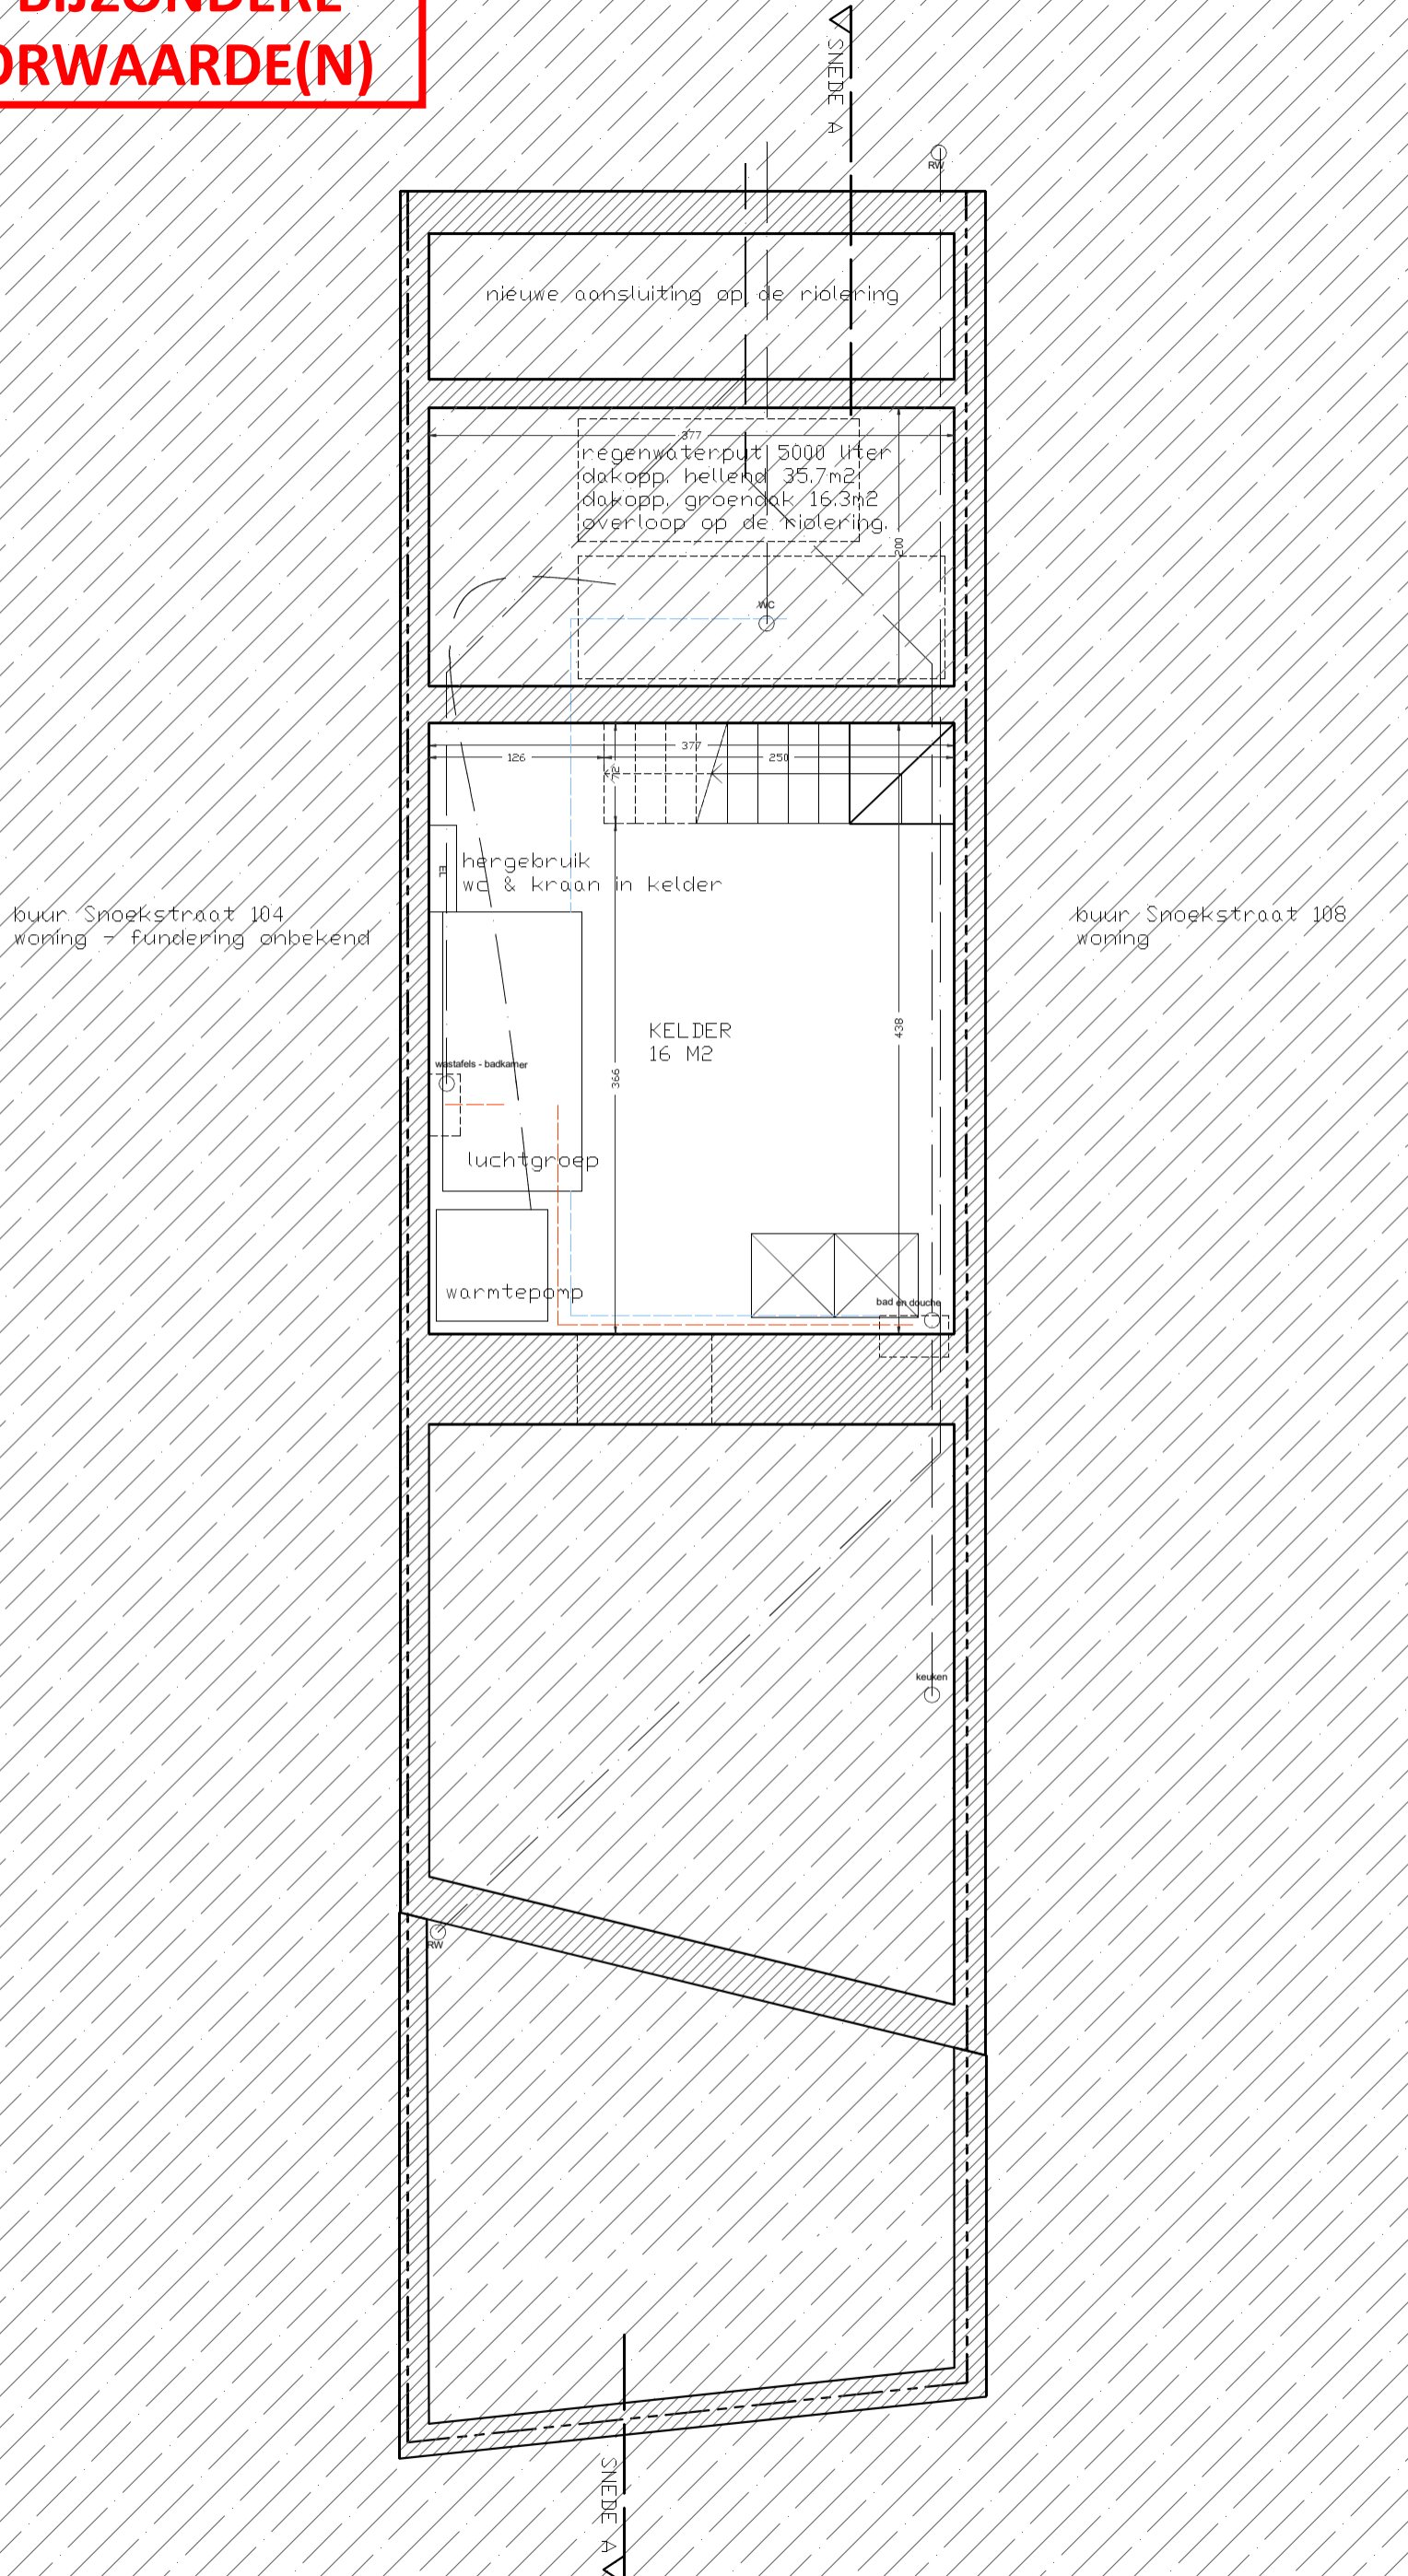 BIJZONDERE
ORWAARDE(N)
SNEDE A
RW
nieuwe aansluiting op de riolering
377
regenwaterput 5000 liter
dakopp. hellend 35.7m2
dakopp. groendak 16.3m2
overloop op de riolering.
200
WC
377
126
250
72
EL
hergebruik
wc & kraan in kelder
buur Snoekstraat 104
woning - fundering onbekend
buur Snoekstraat 108
woning
KELDER
16 M2
438
366
wastafels - badkamer
luchtgroep
warmtepomp
bad en douche
keuken
RW
SNEDE A